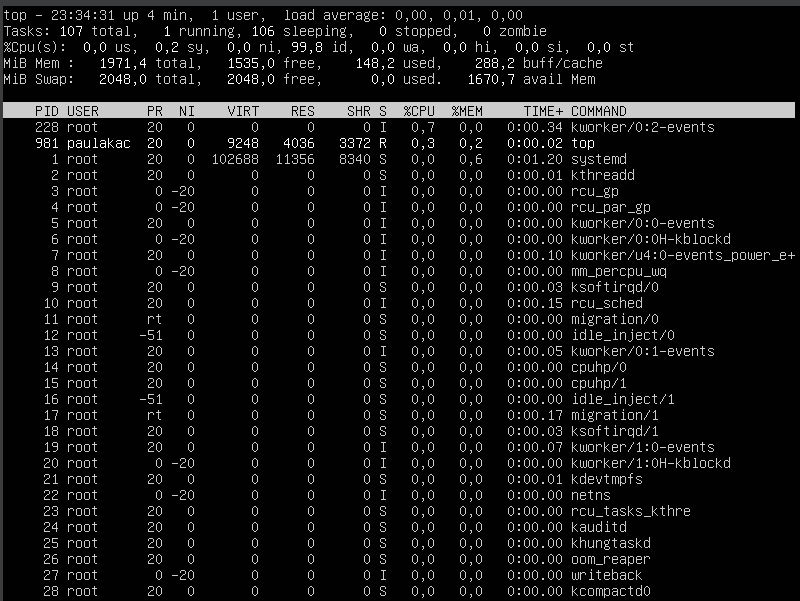 top - 23:34:31 up 4 min,  1 user,  load average: 0,00, 0,01, 0,00
Tasks: 107 total,   1 running, 106 sleeping,   0 stopped,   0 zombie
%Cpu(s):  0,0 us,  0,2 sy,  0,0 ni, 99,8 id,  0,0 wa,  0,0 hi,  0,0 si,  0,0 st
MiB Mem :   1971,4 total,   1535,0 free,    148,2 used,    288,2 buff/cache
MiB Swap:   2048,0 total,   2048,0 free,      0,0 used.   1670,7 avail Mem
PID USER      PR  NI    VIRT    RES    SHR S  %CPU  %MEM     TIME+ COMMAND
228 root      20   0       0      0      0 I   0,7   0,0   0:00.34 kworker/0:2-events
981 paulakac  20   0    9248   4036   3372 R   0,3   0,2   0:00.02 top
1 root      20   0  102688  11356   8340 S   0,0   0,6   0:01.20 systemd
2 root      20   0       0      0      0 S   0,0   0,0   0:00.01 kthreadd
3 root       0 -20       0      0      0 I   0,0   0,0   0:00.00 rcu_gp
4 root       0 -20       0      0      0 I   0,0   0,0   0:00.00 rcu_par_gp
5 root      20   0       0      0      0 I   0,0   0,0   0:00.00 kworker/0:0-events
6 root       0 -20       0      0      0 I   0,0   0,0   0:00.00 kworker/0:0H-kblockd
7 root      20   0       0      0      0 I   0,0   0,0   0:00.10 kworker/u4:0-events_power_e+
8 root       0 -20       0      0      0 I   0,0   0,0   0:00.00 mm_percpu_wq
9 root      20   0       0      0      0 S   0,0   0,0   0:00.03 ksoftirqd/0
10 root      20   0       0      0      0 I   0,0   0,0   0:00.15 rcu_sched
11 root      rt   0       0      0      0 S   0,0   0,0   0:00.00 migration/0
12 root     -51   0       0      0      0 S   0,0   0,0   0:00.00 idle_inject/0
13 root      20   0       0      0      0 I   0,0   0,0   0:00.05 kworker/0:1-events
14 root      20   0       0      0      0 S   0,0   0,0   0:00.00 cpuhp/0
15 root      20   0       0      0      0 S   0,0   0,0   0:00.00 cpuhp/1
16 root     -51   0       0      0      0 S   0,0   0,0   0:00.00 idle_inject/1
17 root      rt   0       0      0      0 S   0,0   0,0   0:00.17 migration/1
18 root      20   0       0      0      0 S   0,0   0,0   0:00.03 ksoftirqd/1
19 root      20   0       0      0      0 I   0,0   0,0   0:00.07 kworker/1:0-events
20 root       0 -20       0      0      0 I   0,0   0,0   0:00.00 kworker/1:0H-kblockd
21 root      20   0       0      0      0 S   0,0   0,0   0:00.01 kdevtmpfs
22 root       0 -20       0      0      0 I   0,0   0,0   0:00.00 netns
23 root      20   0       0      0      0 S   0,0   0,0   0:00.00 rcu_tasks_kthre
24 root      20   0       0      0      0 S   0,0   0,0   0:00.00 kauditd
25 root      20   0       0      0      0 S   0,0   0,0   0:00.00 khungtaskd
26 root      20   0       0      0      0 S   0,0   0,0   0:00.00 oom_reaper
27 root       0 -20       0      0      0 I   0,0   0,0   0:00.00 writeback
28 root      20   0       0      0      0 S   0,0   0,0   0:00.00 kcompactd0